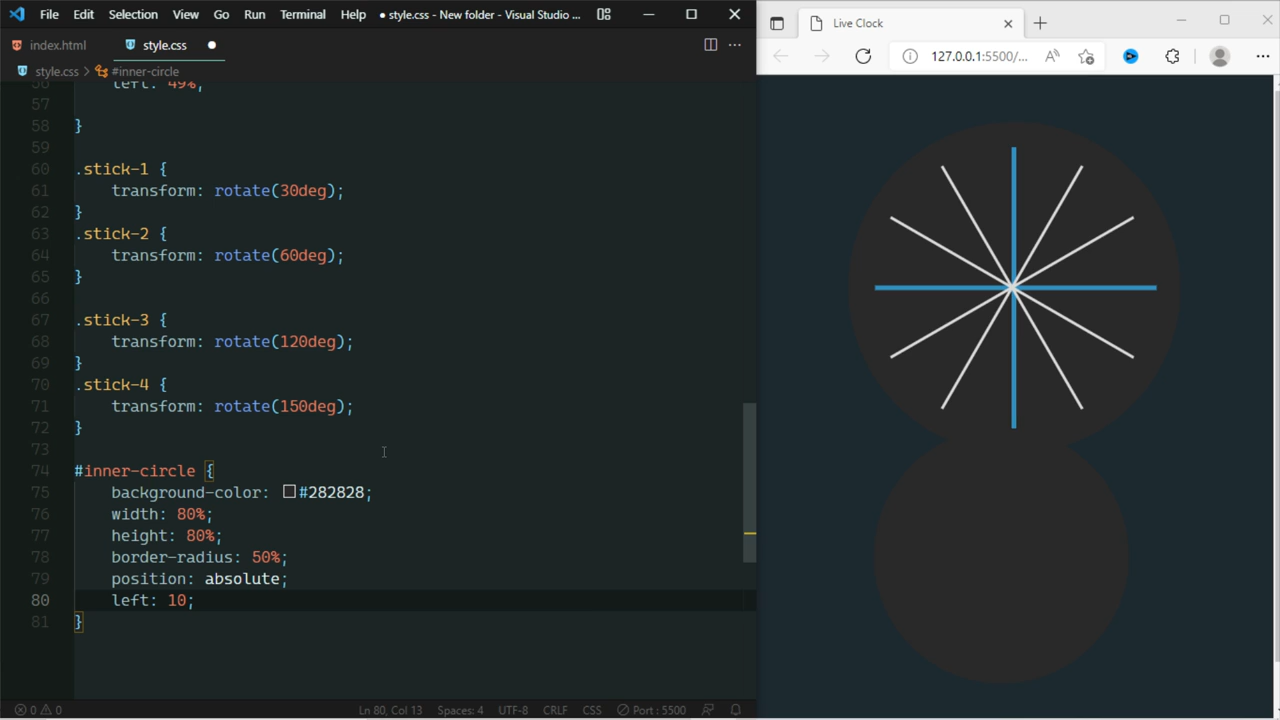 File Edit Selection View Go Run Terminal Help ● style.css - New folder - Visual Studio ...
index.html style.css ●
style.css > #inner-circle
56 left: 49%;
57
58 }
59
60 .stick-1 {
61 transform: rotate(30deg);
62 }
63 .stick-2 {
64 transform: rotate(60deg);
65 }
66
67 .stick-3 {
68 transform: rotate(120deg);
69 }
70 .stick-4 {
71 transform: rotate(150deg);
72 }
73
74 #inner-circle {
75 background-color: #282828;
76 width: 80%;
77 height: 80%;
78 border-radius: 50%;
79 position: absolute;
80 left: 10;
81 }
0 0 Ln 80, Col 13 Spaces: 4 UTF-8 CRLF CSS Port : 5500
Live Clock
127.0.0.1:5500/...